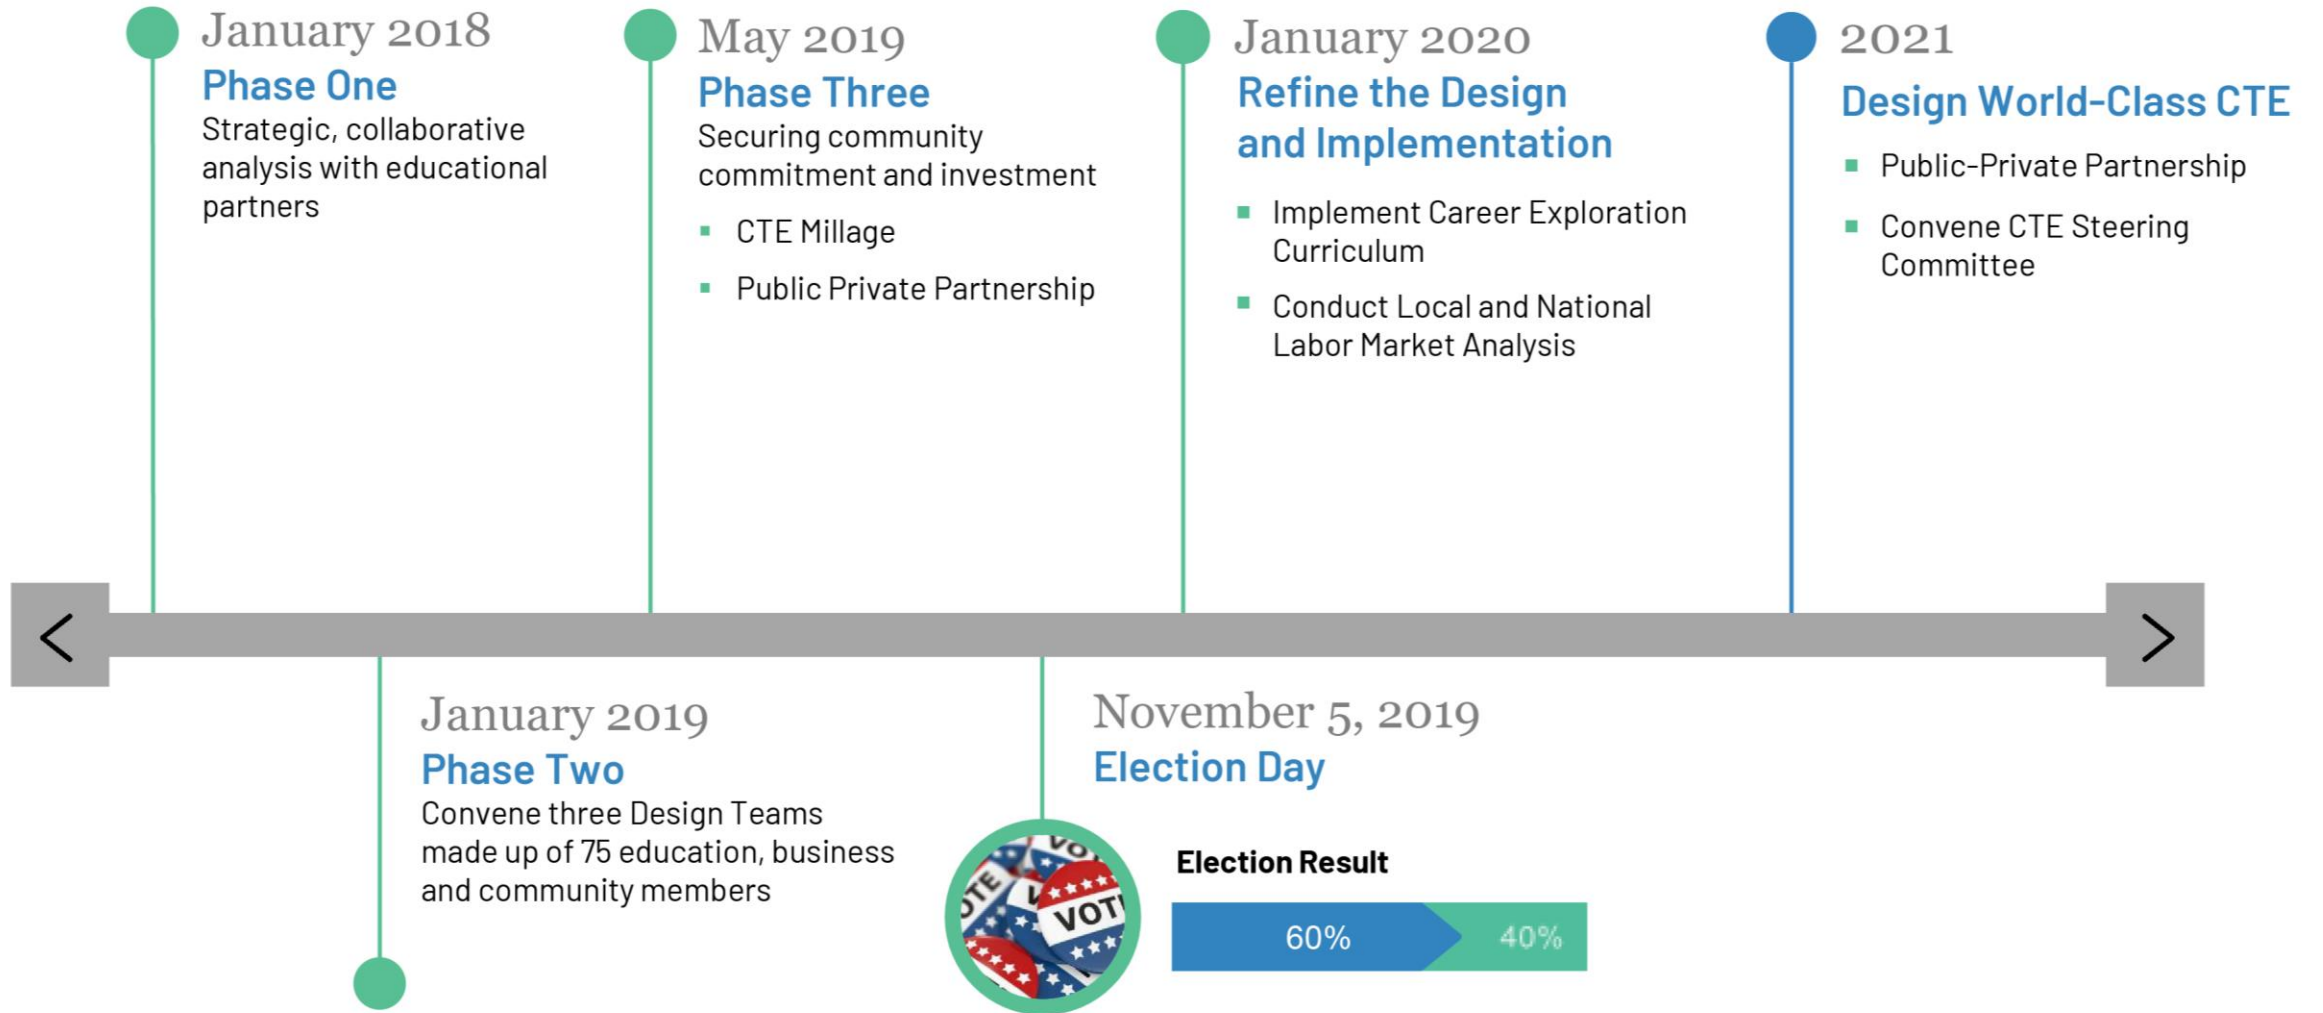 January 2018
Phase One
Strategic, collaborative
analysis with educational
partners
May 2019
Phase Three
Securing community
commitment and investment
▪ CTE Millage
▪ Public Private Partnership
January 2020
Refine the Design
and Implementation
▪ Implement Career Exploration
Curriculum
▪ Conduct Local and National
Labor Market Analysis
2021
Design World-Class CTE
▪ Public-Private Partnership
▪ Convene CTE Steering
Committee
January 2019
Phase Two
Convene three Design Teams
made up of 75 education, business
and community members
November 5, 2019
Election Day
Election Result
60% 40%